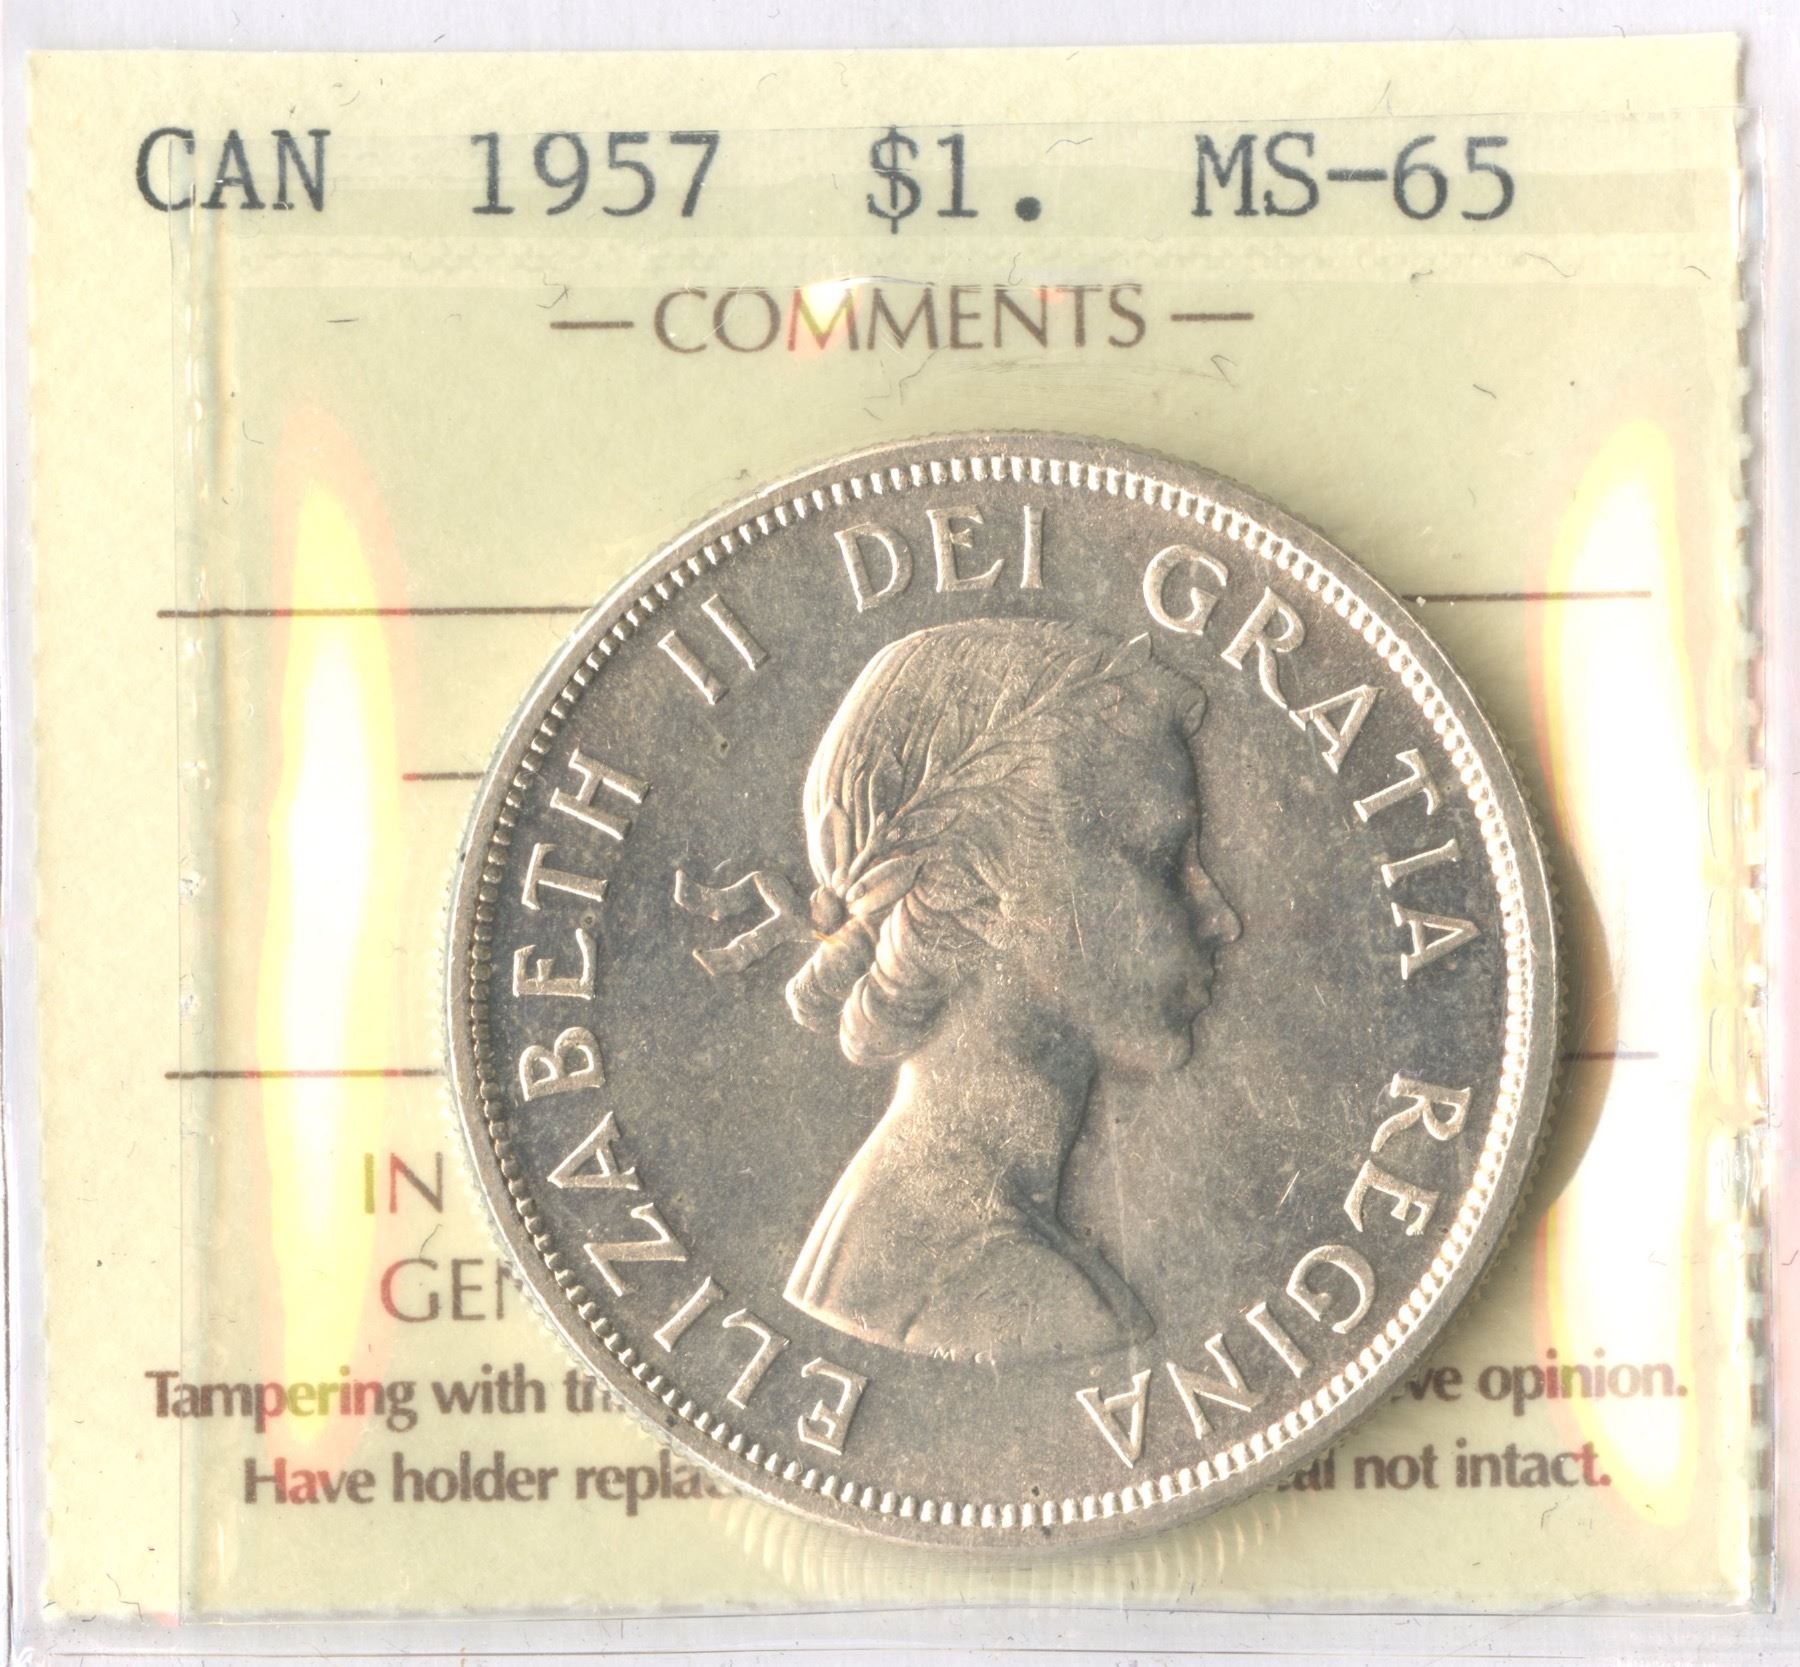 CAN 1957 $1. MS-65
— COMMENTS —
ELIZABETH II DEI GRATIA REGINA
M G
IN
GEN
Tampering with th ve opinion.
Have holder repla al not intact.